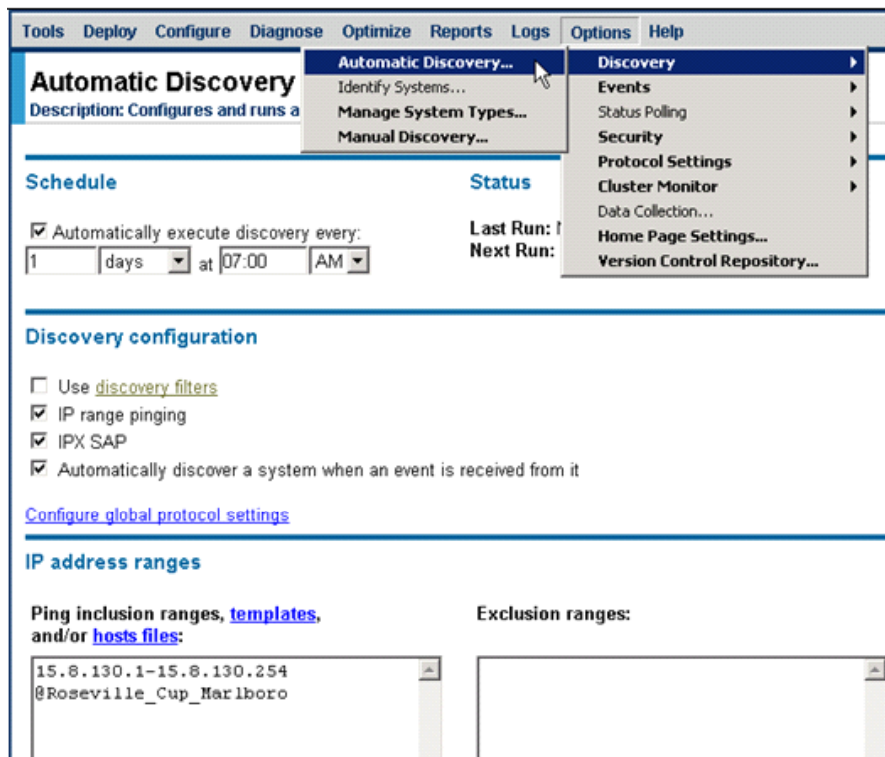 Tools Deploy Configure Diagnose Optimize Reports Logs Options Help
Automatic Discovery... Discovery
Identify Systems... Events
Manage System Types... Status Polling
Manual Discovery... Security
Protocol Settings
Cluster Monitor
Data Collection...
Home Page Settings...
Version Control Repository...
Automatic Discovery
Description: Configures and runs a
Schedule
Automatically execute discovery every:
1 days at 07:00 AM
Status
Last Run:
Next Run:
Discovery configuration
Use discovery filters
IP range pinging
IPX SAP
Automatically discover a system when an event is received from it
Configure global protocol settings
IP address ranges
Ping inclusion ranges, templates,
and/or hosts files:
15.8.130.1-15.8.130.254
@Roseville_Cup_Marlboro
Exclusion ranges: